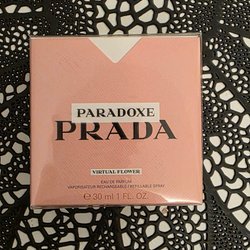 PARADOXE
PRADA
VIRTUAL FLOWER
EAU DE PARFUM
VAPORISATEUR RECHARGEABLE / REFILLABLE SPRAY
℮ 30 ml 1 FL. OZ.